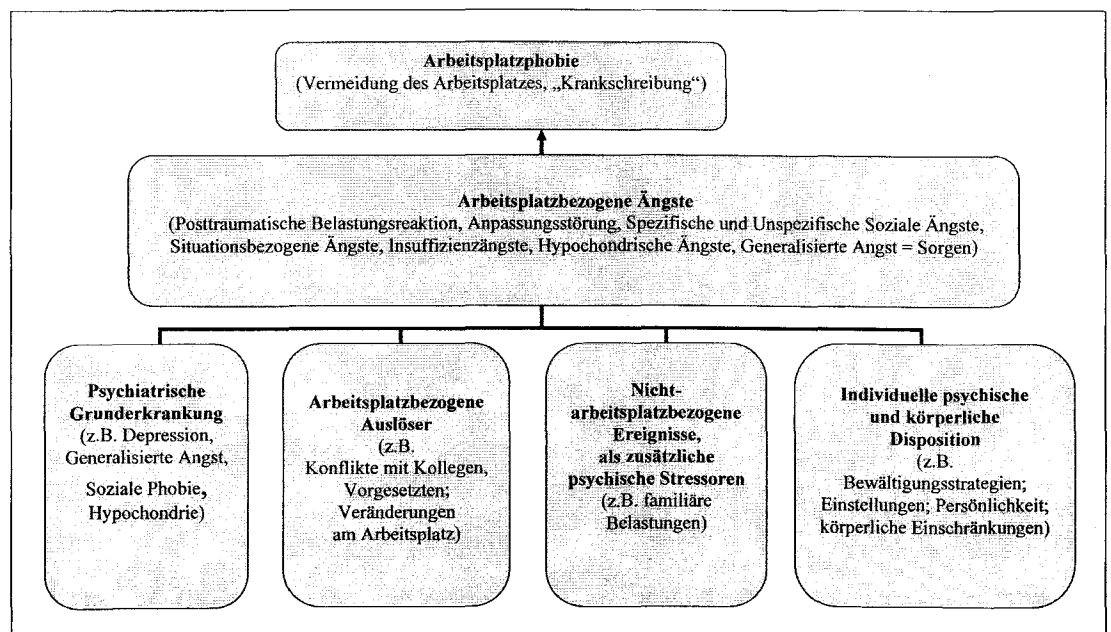 Arbeitsplatzphobie
(Vermeidung des Arbeitsplatzes, „Krankschreibung“)
Arbeitsplatzbezogene Ängste
(Posttraumatische Belastungsreaktion, Anpassungsstörung, Spezifische und Unspezifische Soziale Ängste,
Situationsbezogene Ängste, Insuffizienzängste, Hypochondrische Ängste, Generalisierte Angst = Sorgen)
Psychiatrische
Grunderkrankung
(z.B. Depression,
Generalisierte Angst,
Soziale Phobie,
Hypochondrie)
Arbeitsplatzbezogene
Auslöser
(z.B.
Konflikte mit Kollegen,
Vorgesetzten;
Veränderungen
am Arbeitsplatz)
Nicht-
arbeitsplatzbezogene
Ereignisse,
als zusätzliche
psychische Stressoren
(z.B. familiäre
Belastungen)
Individuelle psychische
und körperliche
Disposition
(z.B.
Bewältigungsstrategien;
Einstellungen; Persönlichkeit;
körperliche Einschränkungen)